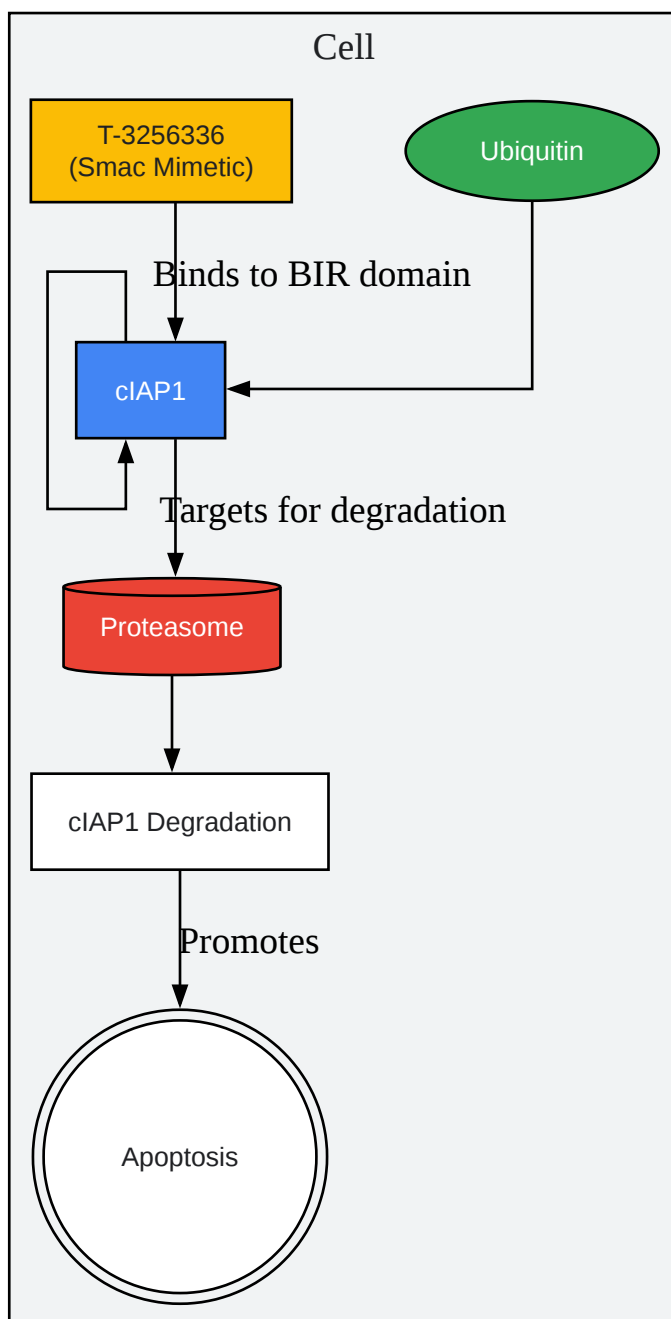 Cell
T-3256336
(Smac Mimetic)
Ubiquitin
Binds to BIR domain
cIAP1
Targets for degradation
Proteasome
cIAP1 Degradation
Promotes
Apoptosis